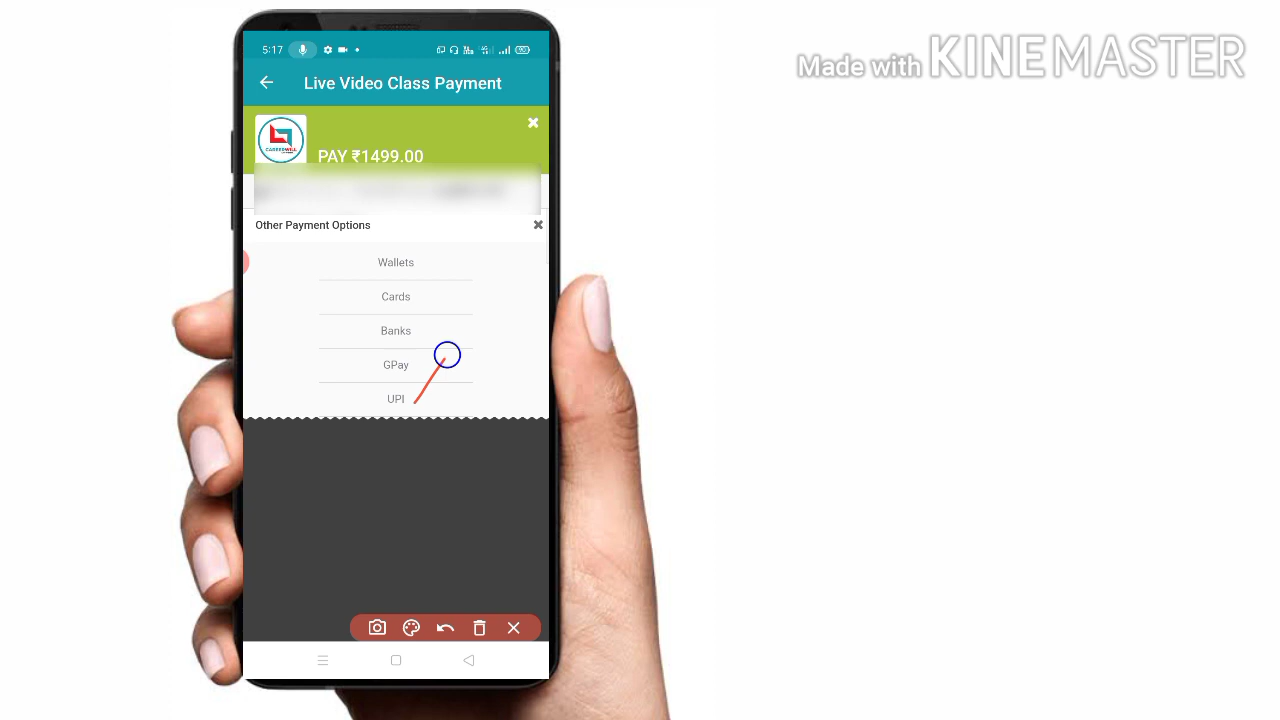 Made with KINEMASTER
5:17
Live Video Class Payment
CAREERWILL
PAY ₹1499.00
Other Payment Options
Wallets
Cards
Banks
GPay
UPI